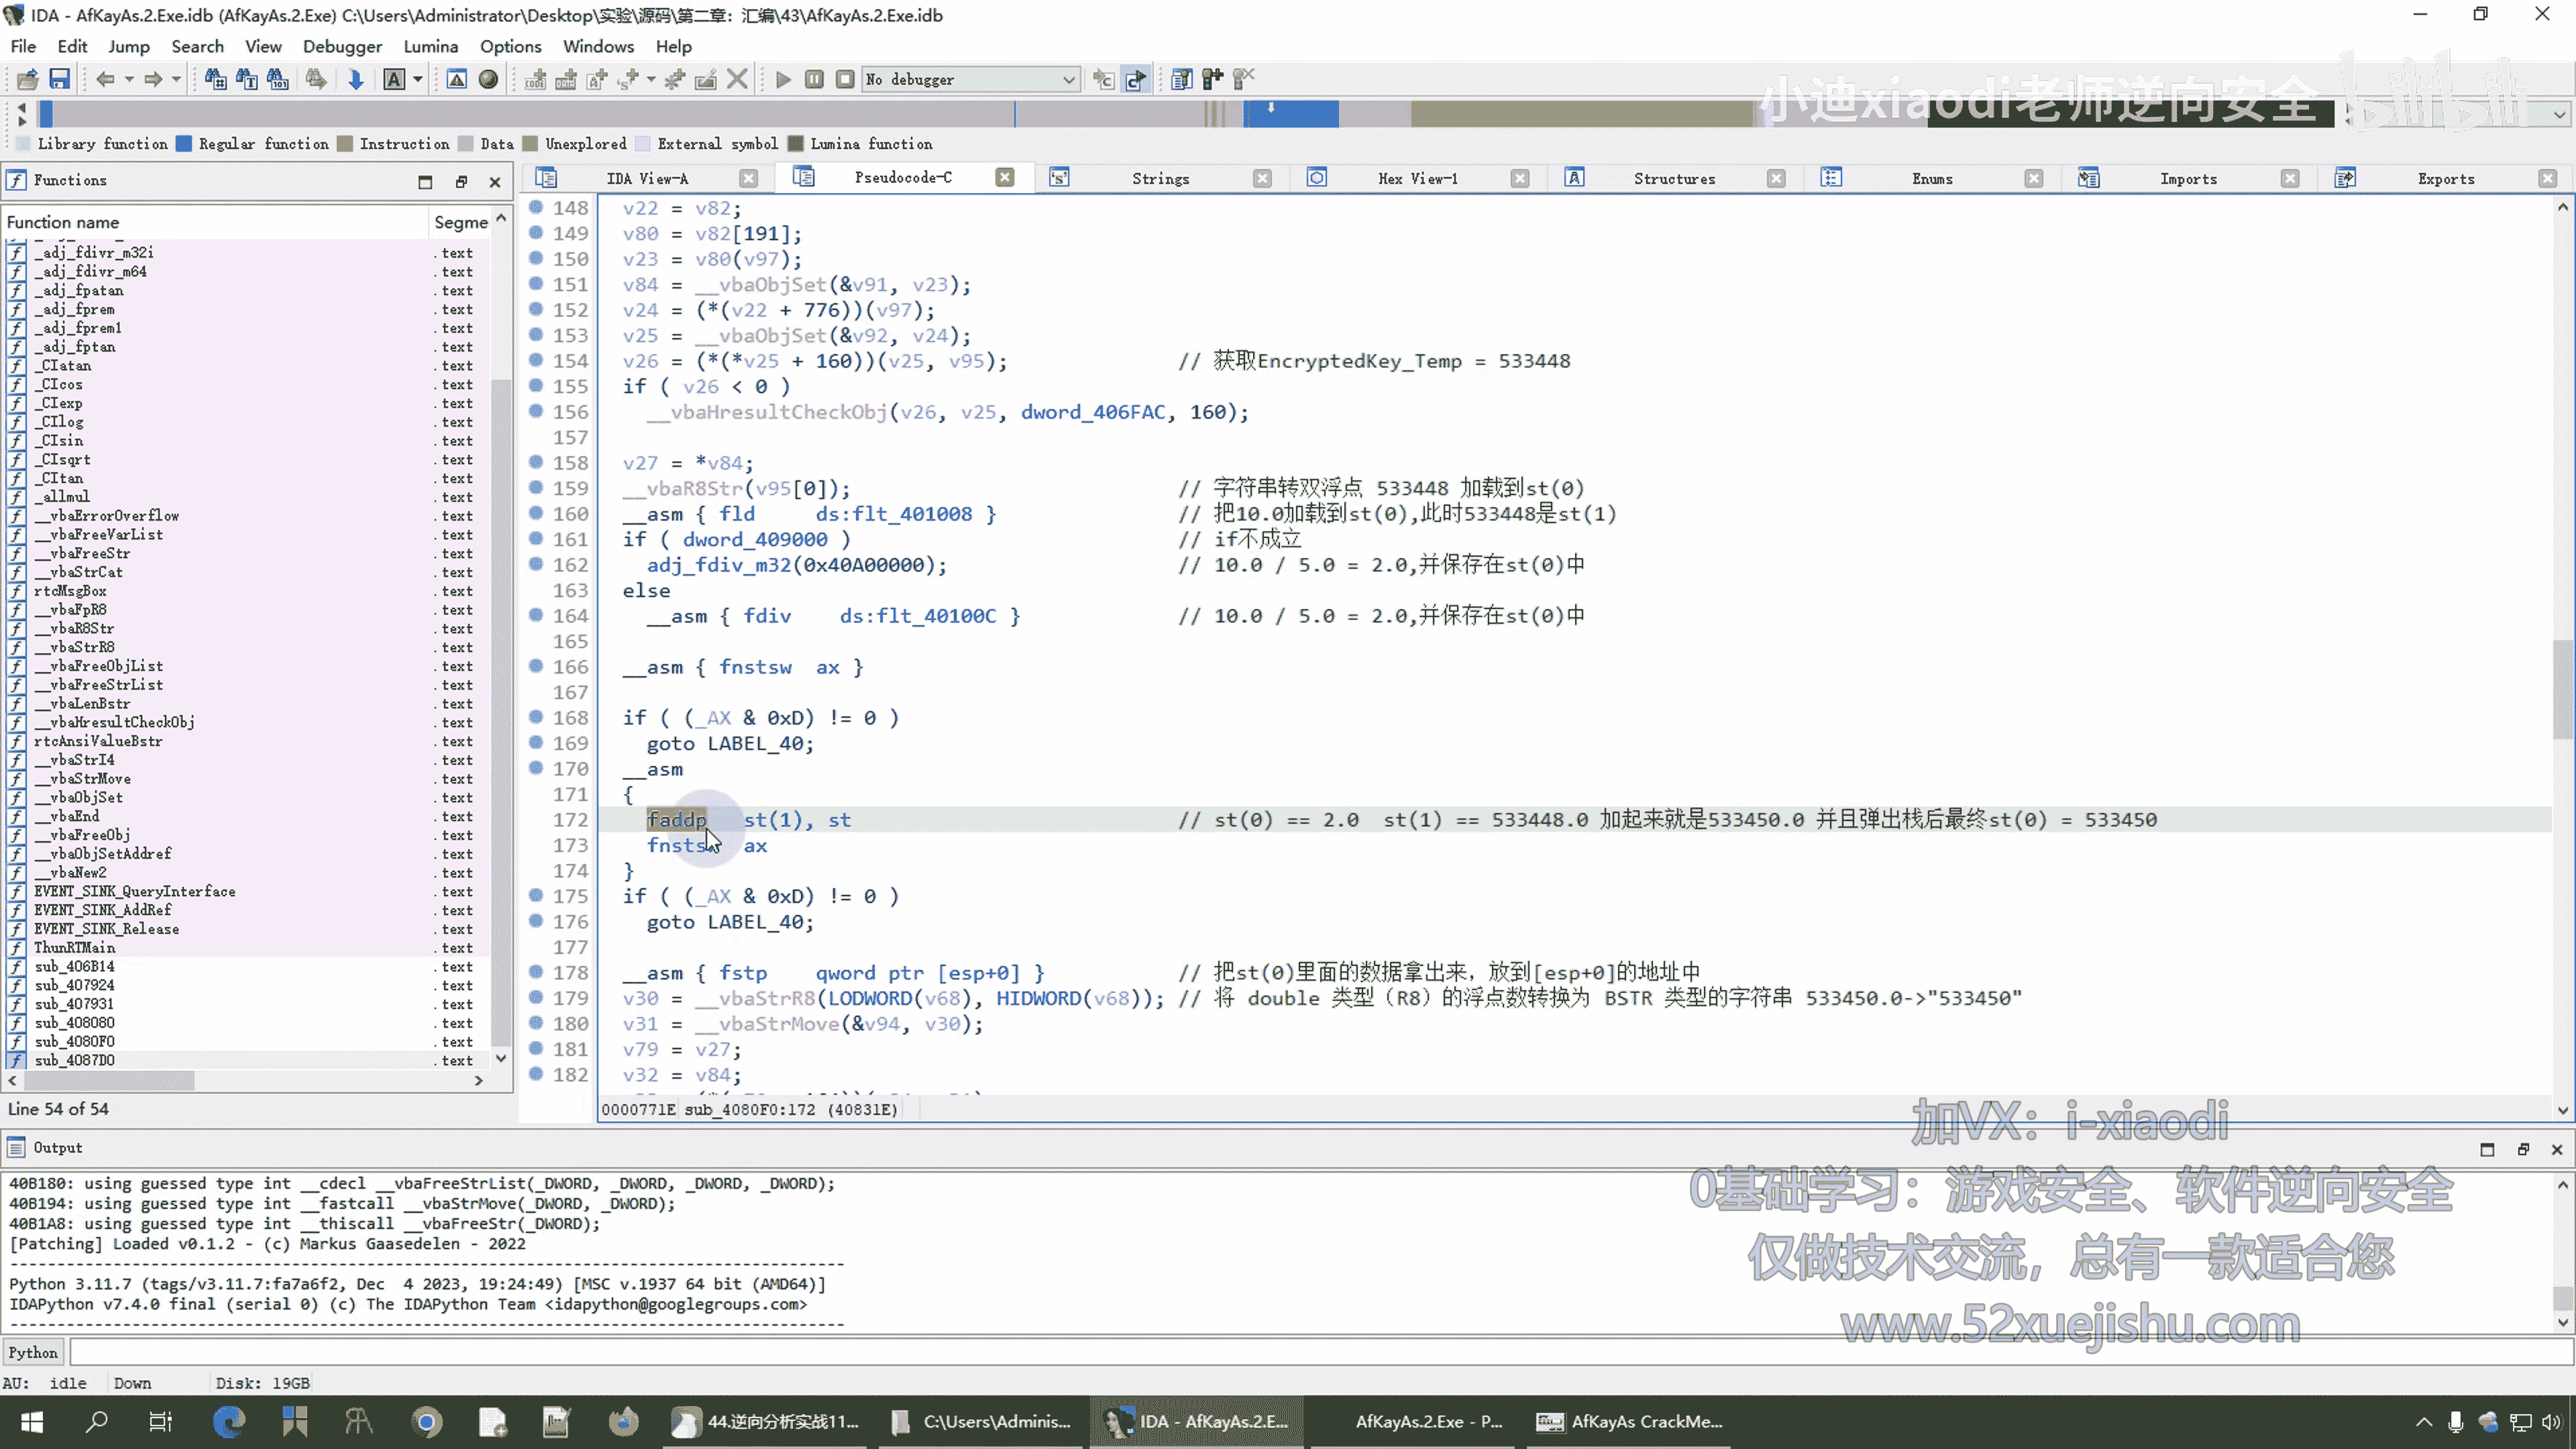 IDA - AfKayAs.2.Exe.idb (AfKayAs.2.Exe) C:\Users\Administrator\Desktop\实验\源码\第二章：汇编\43\AfKayAs.2.Exe.idb
File Edit Jump Search View Debugger Lumina Options Windows Help
No debugger
小迪xiaodi老师逆向安全
Library function Regular function Instruction Data Unexplored External symbol Lumina function
Functions
IDA View-A Pseudocode-C Strings Hex View-1 Structures Enums Imports Exports
Function name Segme
_adj_fdivr_m32i .text
_adj_fdivr_m64 .text
_adj_fpatan .text
_adj_fprem .text
_adj_fprem1 .text
_adj_fptan .text
_CIatan .text
_CIcos .text
_CIexp .text
_CIlog .text
_CIsin .text
_CIsqrt .text
_CItan .text
_allmul .text
__vbaErrorOverflow .text
__vbaFreeVarList .text
__vbaFreeStr .text
__vbaStrCat .text
rtcMsgBox .text
__vbaFpR8 .text
__vbaR8Str .text
__vbaStrR8 .text
__vbaFreeObjList .text
__vbaFreeStrList .text
__vbaLenBstr .text
__vbaHresultCheckObj .text
rtcAnsiValueBstr .text
__vbaStrI4 .text
__vbaStrMove .text
__vbaObjSet .text
__vbaEnd .text
__vbaFreeObj .text
__vbaObjSetAddref .text
__vbaNew2 .text
EVENT_SINK_QueryInterface .text
EVENT_SINK_AddRef .text
EVENT_SINK_Release .text
ThunRTMain .text
sub_406B14 .text
sub_407924 .text
sub_407931 .text
sub_408080 .text
sub_4080F0 .text
sub_4087D0 .text
Line 54 of 54
148 v22 = v82;
149 v80 = v82[191];
150 v23 = v80(v97);
151 v84 = __vbaObjSet(&v91, v23);
152 v24 = (*(v22 + 776))(v97);
153 v25 = __vbaObjSet(&v92, v24);
154 v26 = (*(*v25 + 160))(v25, v95); // 获取EncryptedKey_Temp = 533448
155 if ( v26 < 0 )
156 __vbaHresultCheckObj(v26, v25, dword_406FAC, 160);
157
158 v27 = *v84;
159 __vbaR8Str(v95[0]); // 字符串转双浮点 533448 加载到st(0)
160 __asm { fld ds:flt_401008 } // 把10.0加载到st(0),此时533448是st(1)
161 if ( dword_409000 ) // if不成立
162 adj_fdiv_m32(0x40A00000); // 10.0 / 5.0 = 2.0,并保存在st(0)中
163 else
164 __asm { fdiv ds:flt_40100C } // 10.0 / 5.0 = 2.0,并保存在st(0)中
165
166 __asm { fnstsw ax }
167
168 if ( (_AX & 0xD) != 0 )
169 goto LABEL_40;
170 __asm
171 {
172 faddp st(1), st // st(0) == 2.0 st(1) == 533448.0 加起来就是533450.0 并且弹出栈后最终st(0) = 533450
173 fnstsw ax
174 }
175 if ( (_AX & 0xD) != 0 )
176 goto LABEL_40;
177
178 __asm { fstp qword ptr [esp+0] } // 把st(0)里面的数据拿出来，放到[esp+0]的地址中
179 v30 = __vbaStrR8(LODWORD(v68), HIDWORD(v68)); // 将 double 类型（R8）的浮点数转换为 BSTR 类型的字符串 533450.0->"533450"
180 v31 = __vbaStrMove(&v94, v30);
181 v79 = v27;
182 v32 = v84;
0000771E sub_4080F0:172 (40831E)
加VX：i-xiaodi
0基础学习：游戏安全、软件逆向安全
仅做技术交流，总有一款适合您
www.52xuejishu.com
Output
40B180: using guessed type int __cdecl __vbaFreeStrList(_DWORD, _DWORD, _DWORD, _DWORD);
40B194: using guessed type int __fastcall __vbaStrMove(_DWORD, _DWORD);
40B1A8: using guessed type int __thiscall __vbaFreeStr(_DWORD);
[Patching] Loaded v0.1.2 - (c) Markus Gaasedelen - 2022
Python 3.11.7 (tags/v3.11.7:fa7a6f2, Dec 4 2023, 19:24:49) [MSC v.1937 64 bit (AMD64)]
IDAPython v7.4.0 final (serial 0) (c) The IDAPython Team <idapython@googlegroups.com>
Python
AU: idle Down Disk: 19GB
44.逆向分析实战11... C:\Users\Adminis... IDA - AfKayAs.2.E... AfKayAs.2.Exe - P... AfKayAs CrackMe...